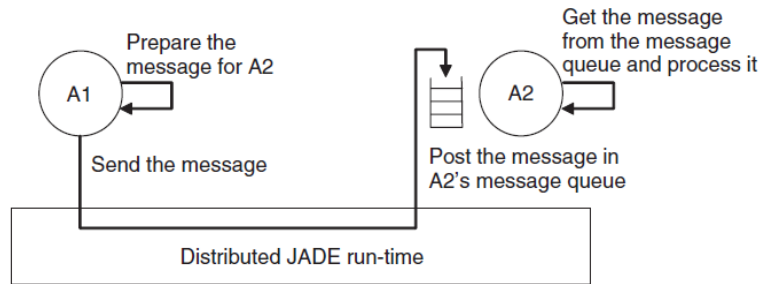 Prepare the
message for A2
A1
Send the message
Get the message
from the message
queue and process it
A2
Post the message in
A2's message queue
Distributed JADE run-time